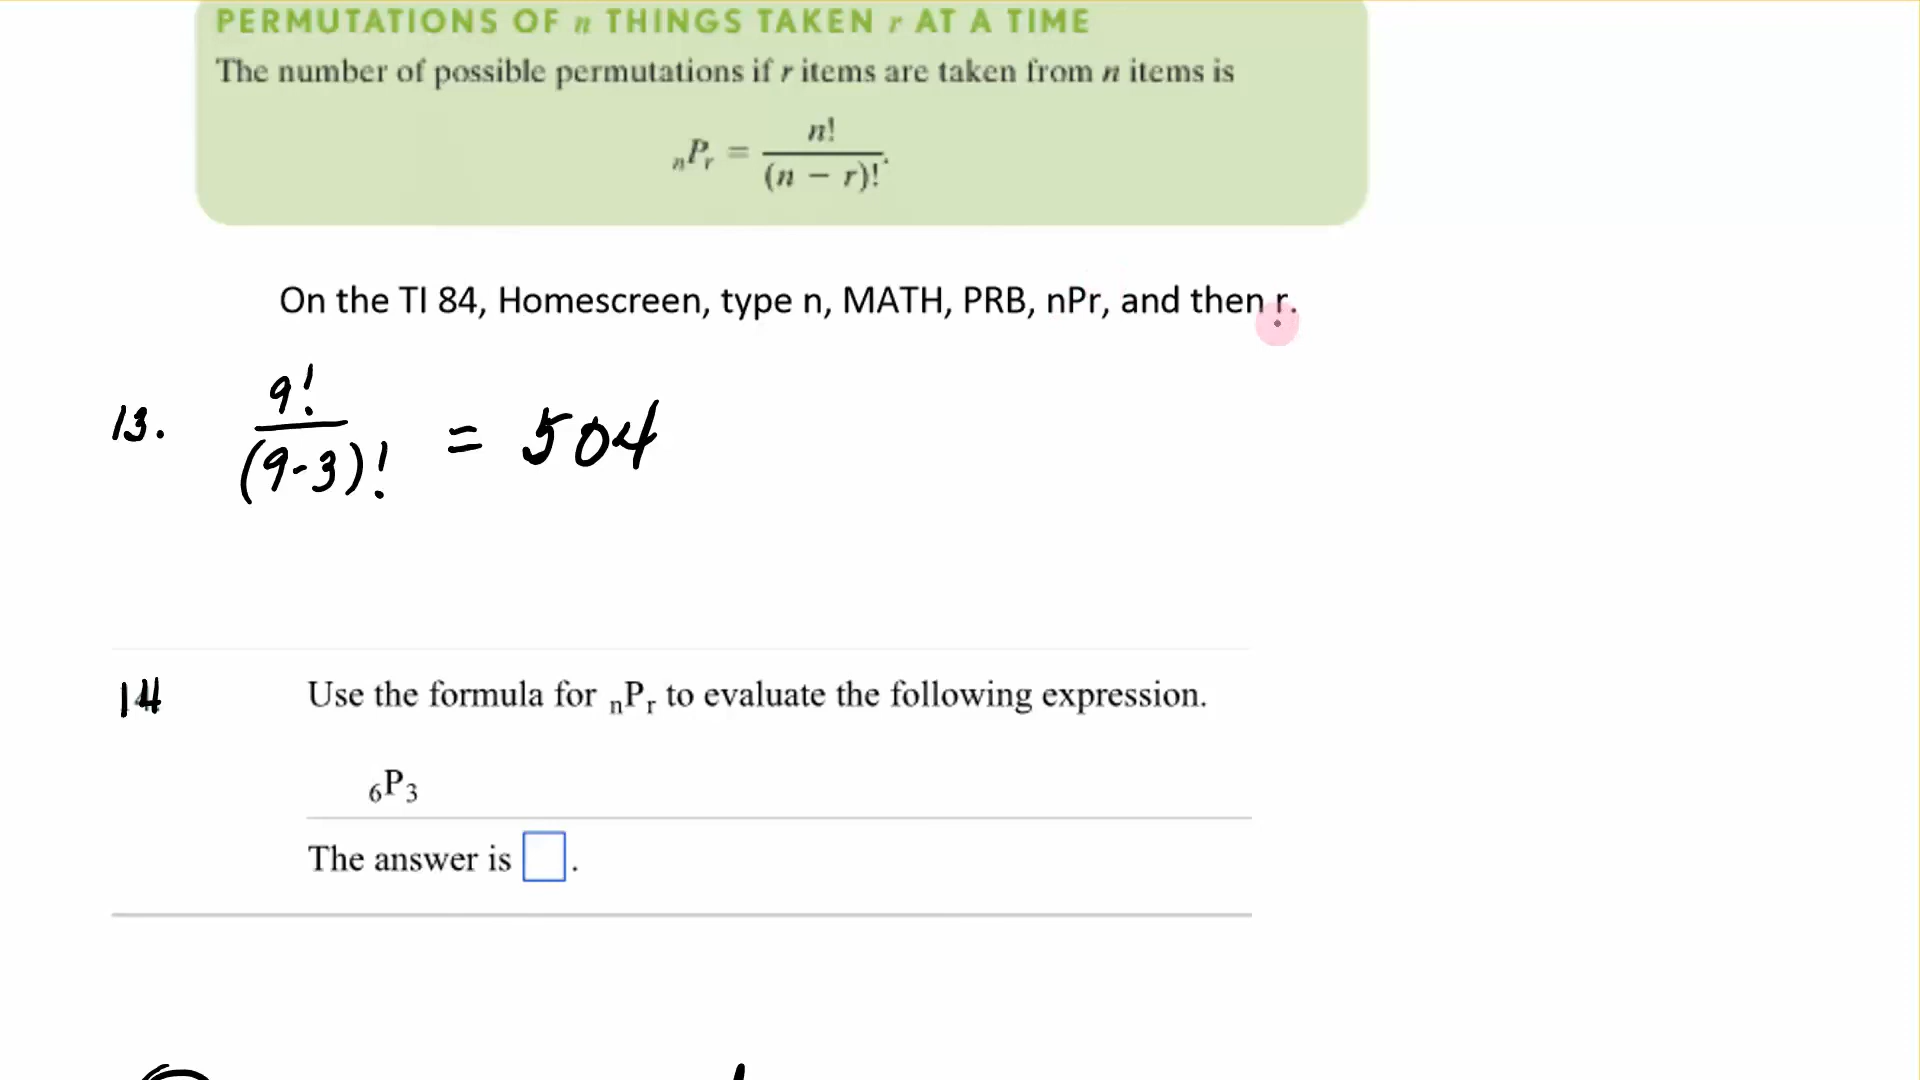 PERMUTATIONS OF n THINGS TAKEN r AT A TIME
The number of possible permutations if r items are taken from n items is
nPr = n! / (n − r)!.
On the TI 84, Homescreen, type n, MATH, PRB, nPr, and then r.
13. 9! / (9-3)! = 504
14 Use the formula for nPr to evaluate the following expression.
6P3
The answer is .